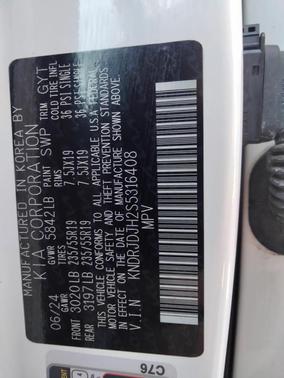 MANUFACTURED IN KOREA BY
KIA CORPORATION
06/24 GVWR 5842LB PAINT SWP TRIM GYT
GAWR TIRES RIMS COLD TIRE INFL
FRONT 3020LB 235/55R19 7.5JX19 36 PSI SINGLE
REAR 3197LB 235/55R19 7.5JX19 36 PSI SINGLE
THIS VEHICLE CONFORMS TO ALL APPLICABLE U.S.A FEDERAL
MOTOR VEHICLE SAFETY AND THEFT PREVENTION STANDARDS
IN EFFECT ON THE DATE OF MANUFACTURE SHOWN ABOVE.
V.I.N KNDRJDJH2S5316408
MPV
C76